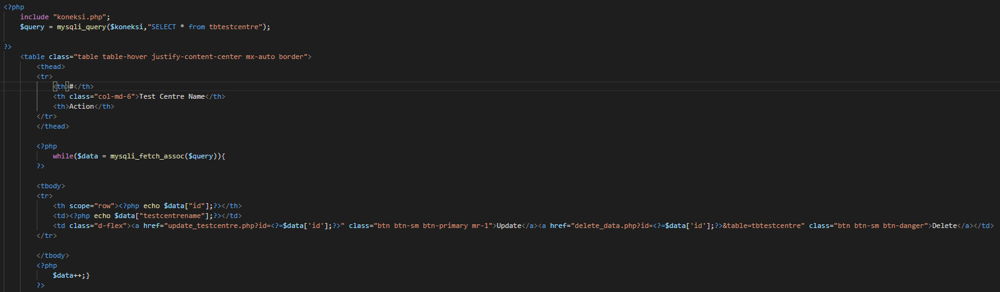 <?php
include "koneksi.php";
$query = mysqli_query($koneksi,"SELECT * from tbtestcentre");
?>
<table class="table table-hover justify-content-center mx-auto border">
<thead>
<tr>
<th>#</th>
<th class="col-md-6">Test Centre Name</th>
<th>Action</th>
</tr>
</thead>
<?php
while($data = mysqli_fetch_assoc($query)){
?>
<tbody>
<tr>
<th scope="row"><?php echo $data["id"];?></th>
<td><?php echo $data["testcentrename"];?></td>
<td class="d-flex"><a href="update_testcentre.php?id=<?=$data['id'];?>" class="btn btn-sm btn-primary mr-1">Update</a><a href="delete_data.php?id=<?=$data['id'];?>&table=tbtestcentre" class="btn btn-sm btn-danger">Delete</a></td>
</tr>
</tbody>
<?php
$data++;}
?>